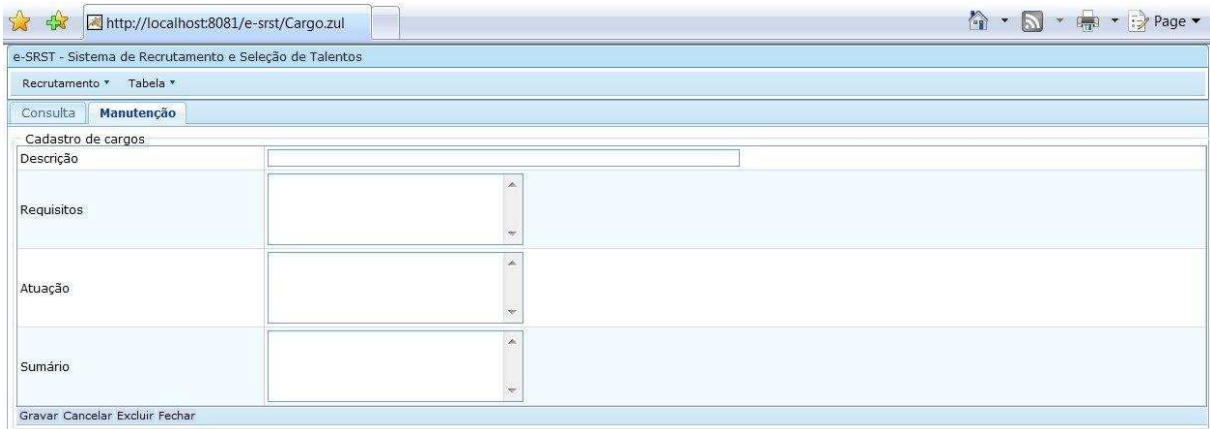 http://localhost:8081/e-srst/Cargo.zul
Page
e-SRST - Sistema de Recrutamento e Seleção de Talentos
Recrutamento Tabela
Consulta Manutenção
Cadastro de cargos
Descrição
Requisitos
Atuação
Sumário
Gravar Cancelar Excluir Fechar